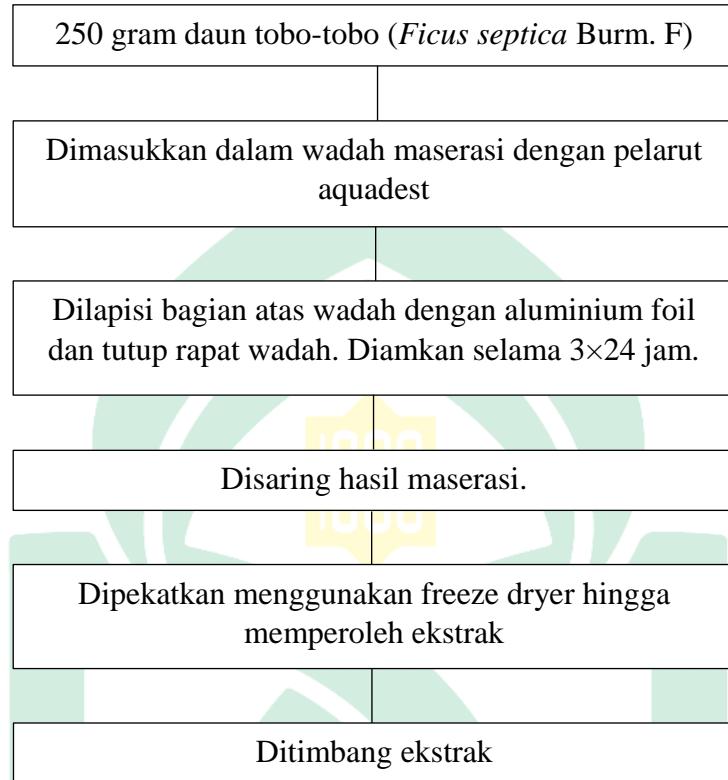 250 gram daun tobo-tobo (Ficus septica Burm. F)
Dimasukkan dalam wadah maserasi dengan pelarut
aquadest
Dilapisi bagian atas wadah dengan aluminium foil
dan tutup rapat wadah. Diamkan selama 3×24 jam.
Disaring hasil maserasi.
Dipekatkan menggunakan freeze dryer hingga
memperoleh ekstrak
Ditimbang ekstrak